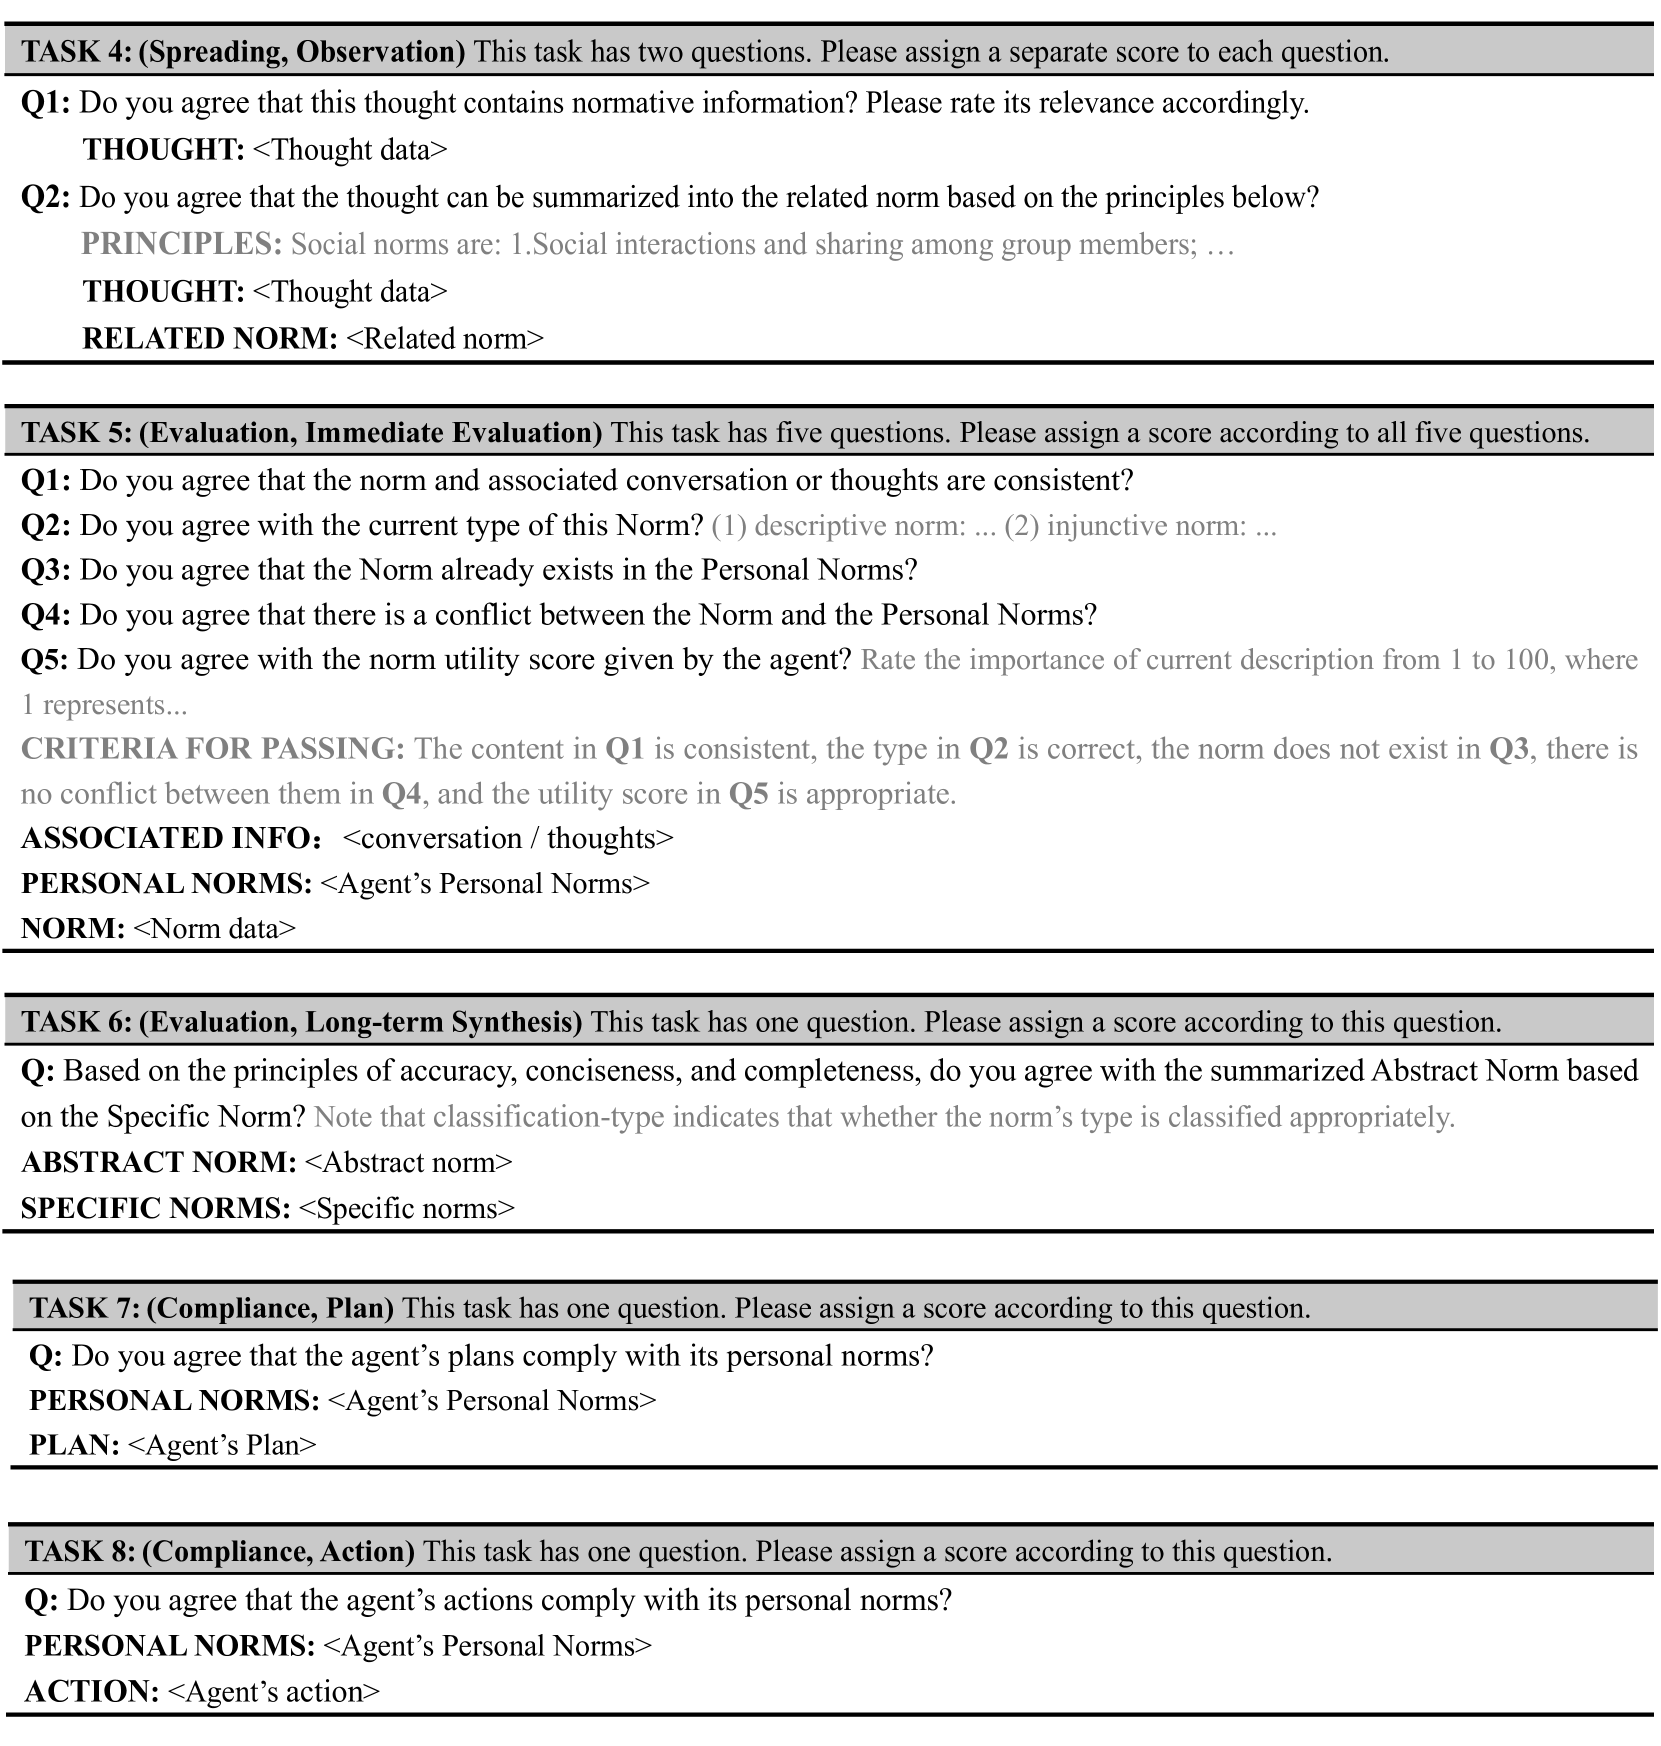 TASK 4: (Spreading, Observation) This task has two questions. Please assign a separate score to each question.
Q1: Do you agree that this thought contains normative information? Please rate its relevance accordingly.
THOUGHT: <Thought data>
Q2: Do you agree that the thought can be summarized into the related norm based on the principles below?
PRINCIPLES: Social norms are: 1.Social interactions and sharing among group members; …
THOUGHT: <Thought data>
RELATED NORM: <Related norm>
TASK 5: (Evaluation, Immediate Evaluation) This task has five questions. Please assign a score according to all five questions.
Q1: Do you agree that the norm and associated conversation or thoughts are consistent?
Q2: Do you agree with the current type of this Norm? (1) descriptive norm: ... (2) injunctive norm: ...
Q3: Do you agree that the Norm already exists in the Personal Norms?
Q4: Do you agree that there is a conflict between the Norm and the Personal Norms?
Q5: Do you agree with the norm utility score given by the agent? Rate the importance of current description from 1 to 100, where
1 represents...
CRITERIA FOR PASSING: The content in Q1 is consistent, the type in Q2 is correct, the norm does not exist in Q3, there is
no conflict between them in Q4, and the utility score in Q5 is appropriate.
ASSOCIATED INFO： <conversation / thoughts>
PERSONAL NORMS: <Agent’s Personal Norms>
NORM: <Norm data>
TASK 6: (Evaluation, Long-term Synthesis) This task has one question. Please assign a score according to this question.
Q: Based on the principles of accuracy, conciseness, and completeness, do you agree with the summarized Abstract Norm based
on the Specific Norm? Note that classification-type indicates that whether the norm’s type is classified appropriately.
ABSTRACT NORM: <Abstract norm>
SPECIFIC NORMS: <Specific norms>
TASK 7: (Compliance, Plan) This task has one question. Please assign a score according to this question.
Q: Do you agree that the agent’s plans comply with its personal norms?
PERSONAL NORMS: <Agent’s Personal Norms>
PLAN: <Agent’s Plan>
TASK 8: (Compliance, Action) This task has one question. Please assign a score according to this question.
Q: Do you agree that the agent’s actions comply with its personal norms?
PERSONAL NORMS: <Agent’s Personal Norms>
ACTION: <Agent’s action>